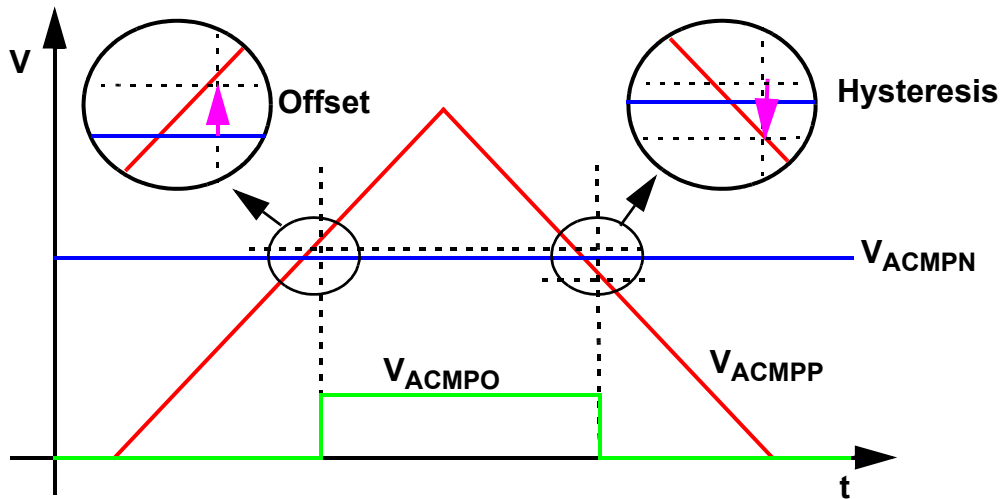 V
Offset
Hysteresis
VACMPN
VACMPO
VACMPP
t